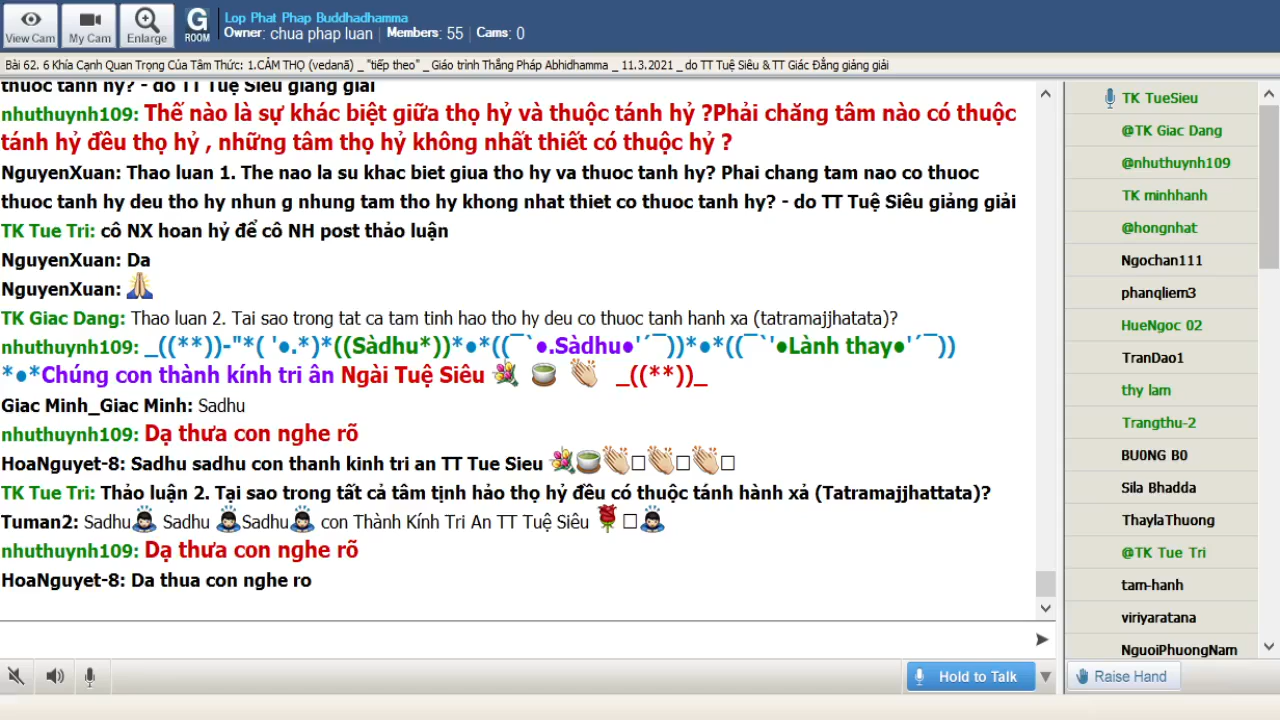 View Cam
My Cam
Enlarge
G
ROOM
Lop Phat Phap Buddhadhamma
Owner: chua phap luan | Members: 55 | Cams: 0
Bài 62. 6 Khía Cạnh Quan Trọng Của Tâm Thức: 1.CẢM THỌ (vedanā) _ "tiếp theo" _ Giáo trình Thắng Pháp Abhidhamma _ 11.3.2021 _ do TT Tuệ Siêu & TT Giác Đẳng giảng giải
thuoc tanh hy? - do TT Tuệ Siêu giảng giải
nhuthuynh109: Thế nào là sự khác biệt giữa thọ hỷ và thuộc tánh hỷ ?Phải chăng tâm nào có thuộc
tánh hỷ đều thọ hỷ , những tâm thọ hỷ không nhất thiết có thuộc hỷ ?
NguyenXuan: Thao luan 1. The nao la su khac biet giua tho hy va thuoc tanh hy? Phai chang tam nao co thuoc
thuoc tanh hy deu tho hy nhun g nhung tam tho hy khong nhat thiet co thuoc tanh hy? - do TT Tuệ Siêu giảng giải
TK Tue Tri: cô NX hoan hỷ để cô NH post thảo luận
NguyenXuan: Da
NguyenXuan: 🙏
TK Giac Dang: Thao luan 2. Tai sao trong tat ca tam tinh hao tho hy deu co thuoc tanh hanh xa (tatramajjhatata)?
nhuthuynh109: _((**))-"*( '●.*)*((Sàdhu*))*●*((¯`●.Sàdhu●'´¯))*●*((¯`'●Lành thay●'´¯))
*●*Chúng con thành kính tri ân Ngài Tuệ Siêu 💐 🍵 👏 _((**))_
Giac Minh_Giac Minh: Sadhu
nhuthuynh109: Dạ thưa con nghe rõ
HoaNguyet-8: Sadhu sadhu con thanh kinh tri an TT Tue Sieu 💐🍵👏□👏□👏□
TK Tue Tri: Thảo luận 2. Tại sao trong tất cả tâm tịnh hảo thọ hỷ đều có thuộc tánh hành xả (Tatramajjhattata)?
Tuman2: Sadhu🙇 Sadhu 🙇Sadhu🙇 con Thành Kính Tri An TT Tuệ Siêu 🌹□🙇
nhuthuynh109: Dạ thưa con nghe rõ
HoaNguyet-8: Da thua con nghe ro
Hold to Talk
TK TueSieu
@TK Giac Dang
@nhuthuynh109
TK minhhanh
@hongnhat
Ngochan111
phanqliem3
HueNgoc 02
TranDao1
thy lam
Trangthu-2
BU0NG B0
Sila Bhadda
ThaylaThuong
@TK Tue Tri
tam-hanh
viriyaratana
NguoiPhuongNam
Raise Hand